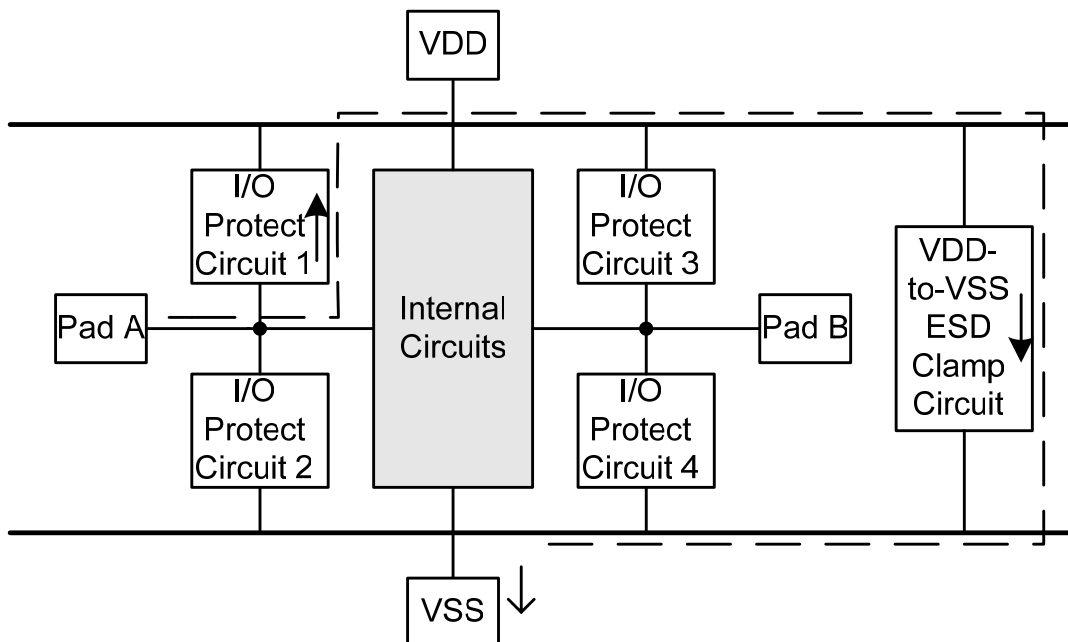 VDD
I/O
Protect
Circuit 1
I/O
Protect
Circuit 3
VDD-
to-VSS
ESD
Clamp
Circuit
Pad A
Internal
Circuits
Pad B
I/O
Protect
Circuit 2
I/O
Protect
Circuit 4
VSS